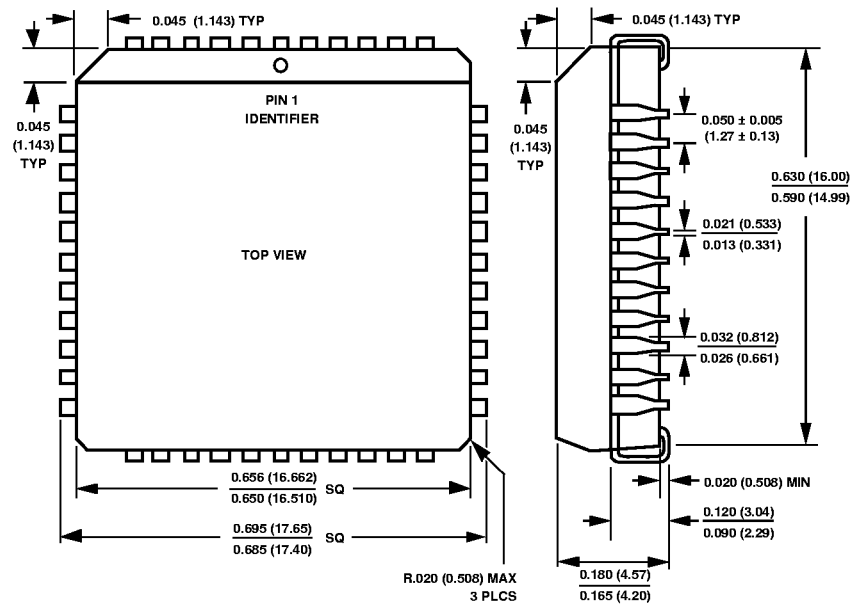 0.045 (1.143) TYP
0.045 (1.143) TYP
PIN 1
IDENTIFIER
0.045
(1.143)
TYP
0.045
(1.143)
TYP
0.050 ± 0.005
(1.27 ± 0.13)
0.630 (16.00)
0.590 (14.99)
0.021 (0.533)
0.013 (0.331)
TOP VIEW
0.032 (0.812)
0.026 (0.661)
0.656 (16.662)
0.650 (16.510)
SQ
0.020 (0.508) MIN
0.695 (17.65)
0.685 (17.40)
SQ
0.120 (3.04)
0.090 (2.29)
R.020 (0.508) MAX
3 PLCS
0.180 (4.57)
0.165 (4.20)